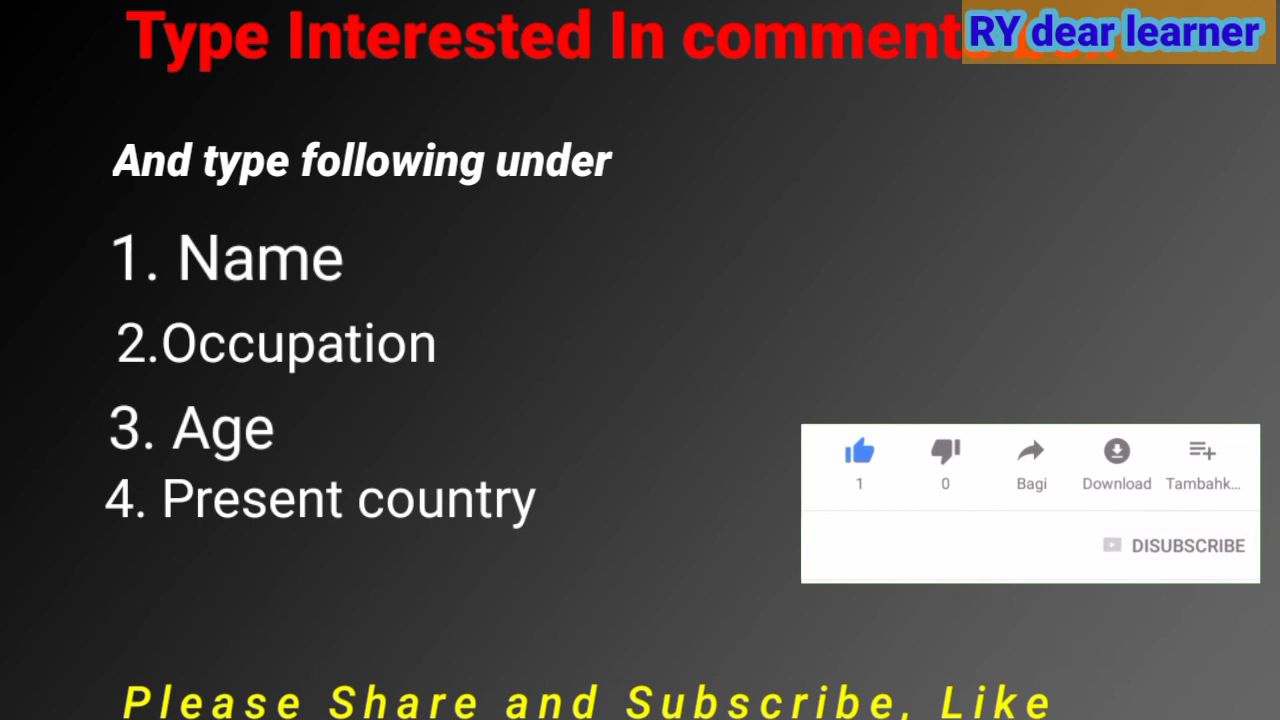 Type Interested In comment
RY dear learner
And type following under
1. Name
2.Occupation
3. Age
4. Present country
1 0 Bagi Download Tambahk...
DISUBSCRIBE
Please Share and Subscribe, Like